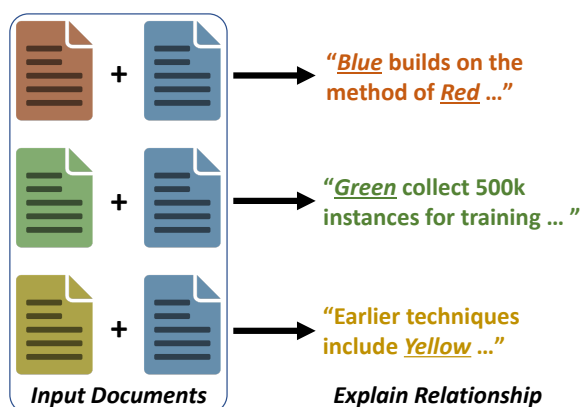 +
“Blue builds on the
method of Red ...”
+
“Green collect 500k
instances for training ... ”
+
“Earlier techniques
include Yellow ...”
Input Documents
Explain Relationship